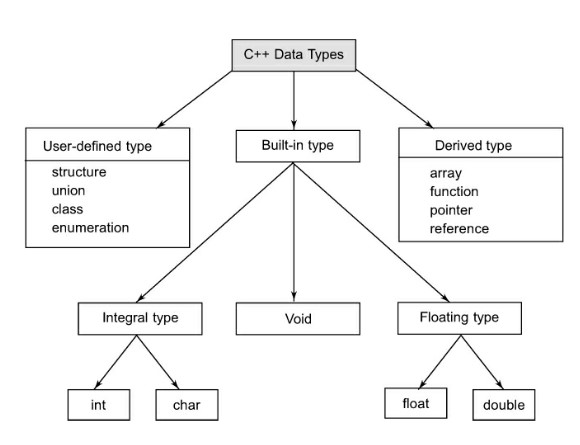 C++ Data Types
User-defined type
structure
union
class
enumeration
Built-in type
Derived type
array
function
pointer
reference
Integral type
Void
Floating type
int
char
float
double